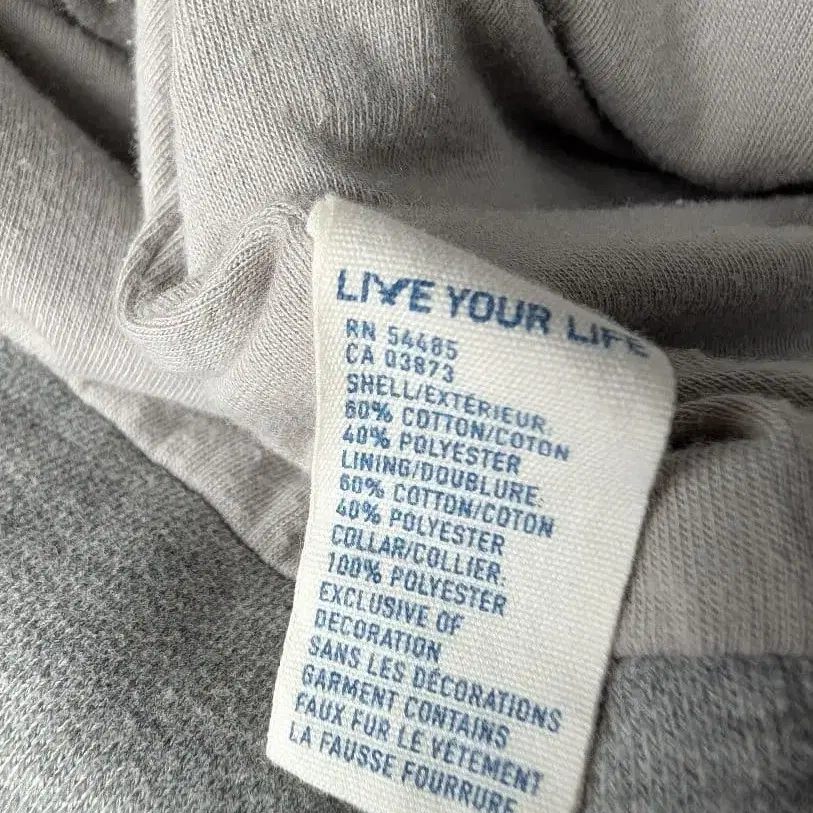 LIVE YOUR LIFE
RN 54485
CA 03873
SHELL/EXTÉRIEUR:
60% COTTON/COTON
40% POLYESTER
LINING/DOUBLURE:
60% COTTON/COTON
40% POLYESTER
COLLAR/COLLIER:
100% POLYESTER
EXCLUSIVE OF
DECORATION
SANS LES DÉCORATIONS
GARMENT CONTAINS
FAUX FUR LE VÊTEMENT
LA FAUSSE FOURRURE